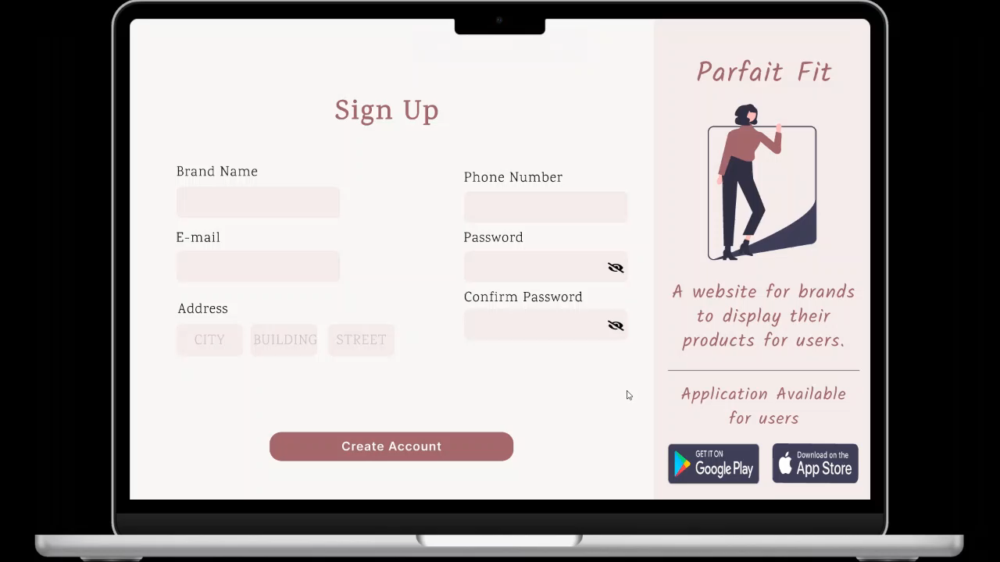 Sign Up
Brand Name
E-mail
Address
CITY BUILDING STREET
Phone Number
Password
Confirm Password
Create Account
Parfait Fit
A website for brands
to display their
products for users.
Application Available
for users
GET IT ON
Google Play
Download on the
App Store